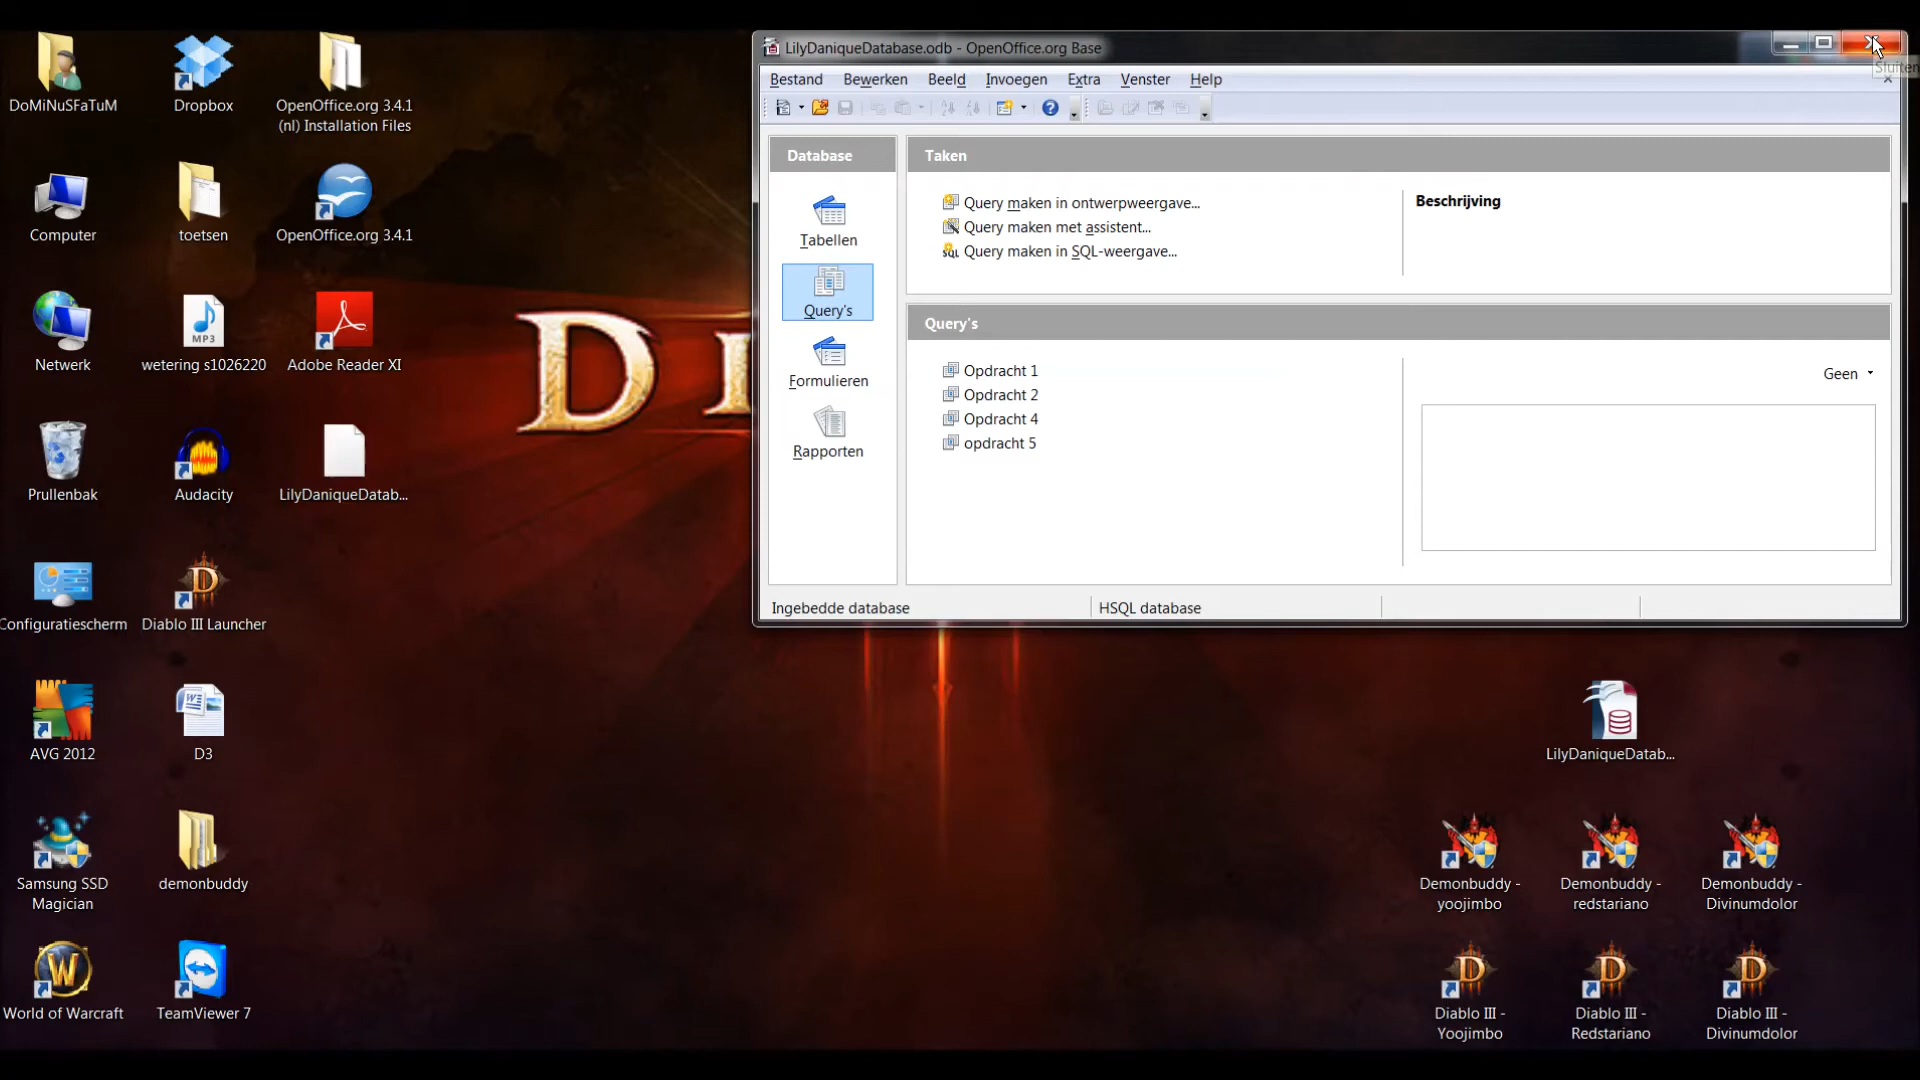 LilyDaniqueDatabase.odb - OpenOffice.org Base
Sluiten
Bestand Bewerken Beeld Invoegen Extra Venster Help
Database
Tabellen
Query's
Formulieren
Rapporten
Taken
Query maken in ontwerpweergave...
Query maken met assistent...
SQL Query maken in SQL-weergave...
Beschrijving
Query's
Opdracht 1
Opdracht 2
Opdracht 4
opdracht 5
Geen
Ingebedde database
HSQL database
DoMiNuSFaTuM
Dropbox
OpenOffice.org 3.4.1
(nl) Installation Files
Computer
toetsen
OpenOffice.org 3.4.1
Netwerk
MP3
wetering s1026220
Adobe Reader XI
Prullenbak
Audacity
LilyDaniqueDatab...
Configuratiescherm
Diablo III Launcher
AVG 2012
D3
Samsung SSD
Magician
demonbuddy
World of Warcraft
TeamViewer 7
LilyDaniqueDatab...
Demonbuddy -
yoojimbo
Demonbuddy -
redstariano
Demonbuddy -
Divinumdolor
Diablo III -
Yoojimbo
Diablo III -
Redstariano
Diablo III -
Divinumdolor